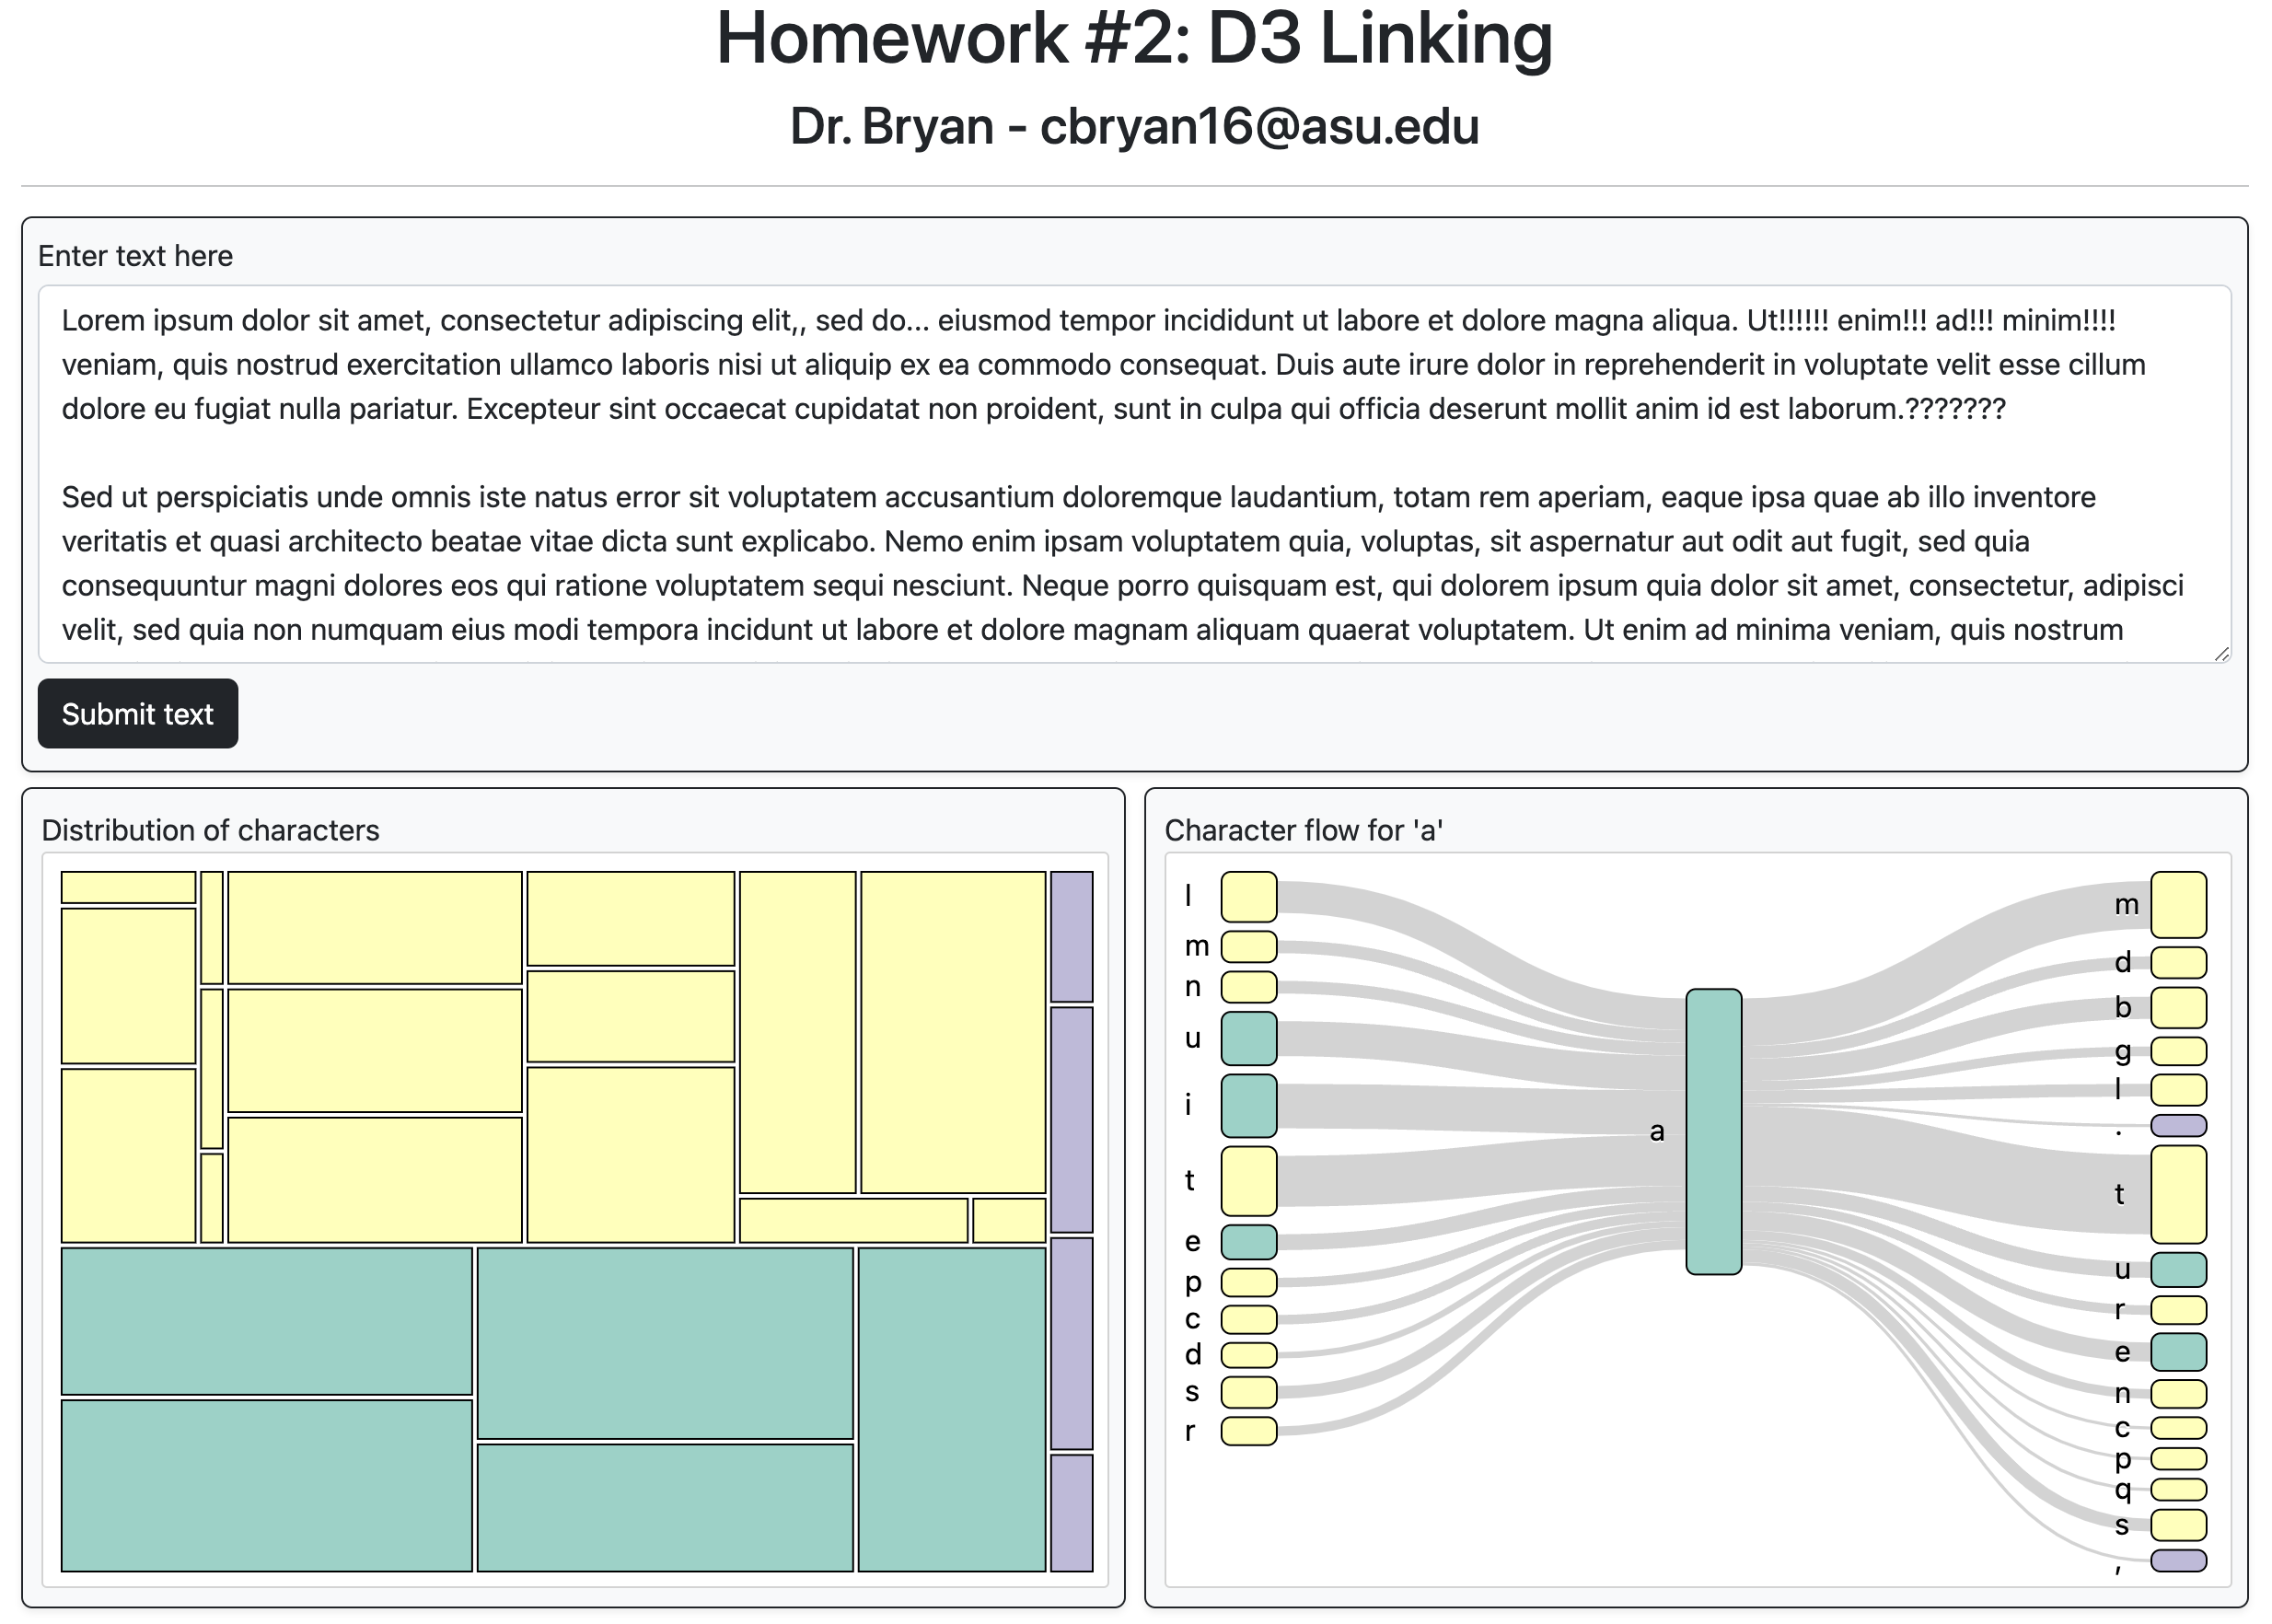 Homework #2: D3 Linking
Dr. Bryan - cbryan16@asu.edu
Enter text here
Lorem ipsum dolor sit amet, consectetur adipiscing elit,, sed do... eiusmod tempor incididunt ut labore et dolore magna aliqua. Ut!!!!!! enim!!! ad!!! minim!!!!
veniam, quis nostrud exercitation ullamco laboris nisi ut aliquip ex ea commodo consequat. Duis aute irure dolor in reprehenderit in voluptate velit esse cillum
dolore eu fugiat nulla pariatur. Excepteur sint occaecat cupidatat non proident, sunt in culpa qui officia deserunt mollit anim id est laborum.???????
Sed ut perspiciatis unde omnis iste natus error sit voluptatem accusantium doloremque laudantium, totam rem aperiam, eaque ipsa quae ab illo inventore
veritatis et quasi architecto beatae vitae dicta sunt explicabo. Nemo enim ipsam voluptatem quia, voluptas, sit aspernatur aut odit aut fugit, sed quia
consequuntur magni dolores eos qui ratione voluptatem sequi nesciunt. Neque porro quisquam est, qui dolorem ipsum quia dolor sit amet, consectetur, adipisci
velit, sed quia non numquam eius modi tempora incidunt ut labore et dolore magnam aliquam quaerat voluptatem. Ut enim ad minima veniam, quis nostrum
Submit text
Distribution of characters
Character flow for 'a'
l
m
n
u
i
t
e
p
c
d
s
r
a
m
d
b
g
l
.
t
u
r
e
n
c
p
q
s
,